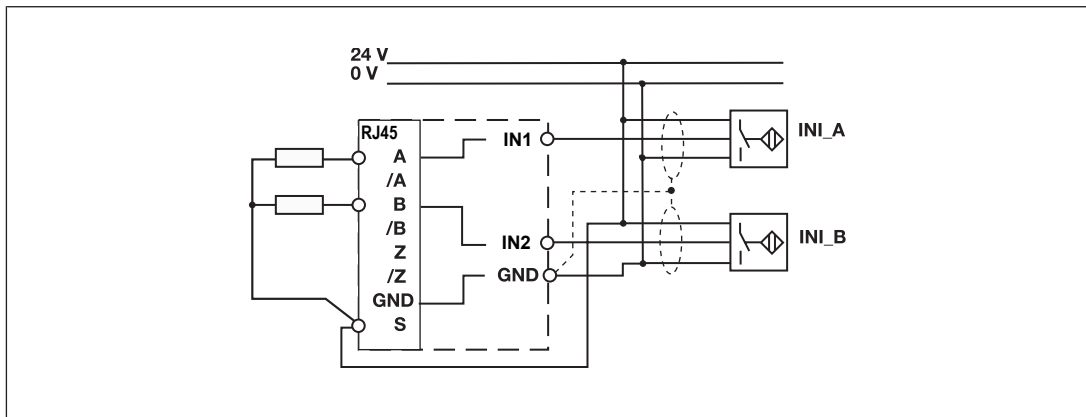 24 V
0 V
RJ45
A
/A
B
/B
Z
/Z
GND
S
IN1
IN2
GND
INI_A
INI_B